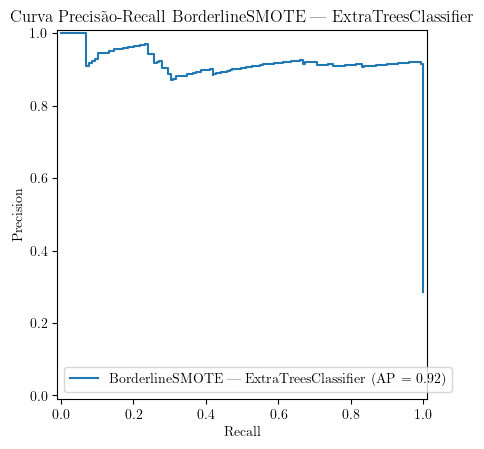 Curva Precisão-Recall BorderlineSMOTE — ExtraTreesClassifier
1.0
0.8
0.6
0.4
0.2
0.0
Precision
BorderlineSMOTE — ExtraTreesClassifier (AP = 0.92)
0.0 0.2 0.4 0.6 0.8 1.0
Recall